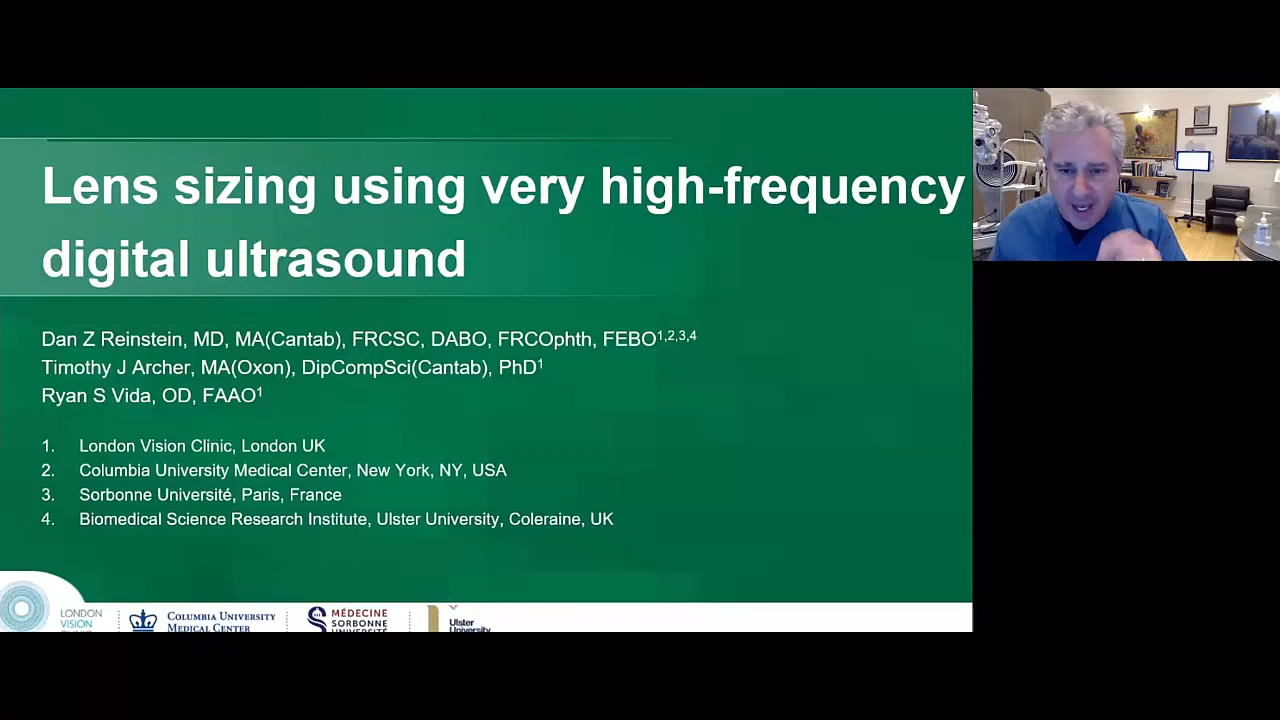 Lens sizing using very high-frequency
digital ultrasound
Dan Z Reinstein, MD, MA(Cantab), FRCSC, DABO, FRCOphth, FEBO1,2,3,4
Timothy J Archer, MA(Oxon), DipCompSci(Cantab), PhD1
Ryan S Vida, OD, FAAO1
1. London Vision Clinic, London UK
2. Columbia University Medical Center, New York, NY, USA
3. Sorbonne Université, Paris, France
4. Biomedical Science Research Institute, Ulster University, Coleraine, UK
LONDON
VISION
CLINIC
COLUMBIA UNIVERSITY
MEDICAL CENTER
MÉDECINE
SORBONNE
UNIVERSITÉ
Ulster
University